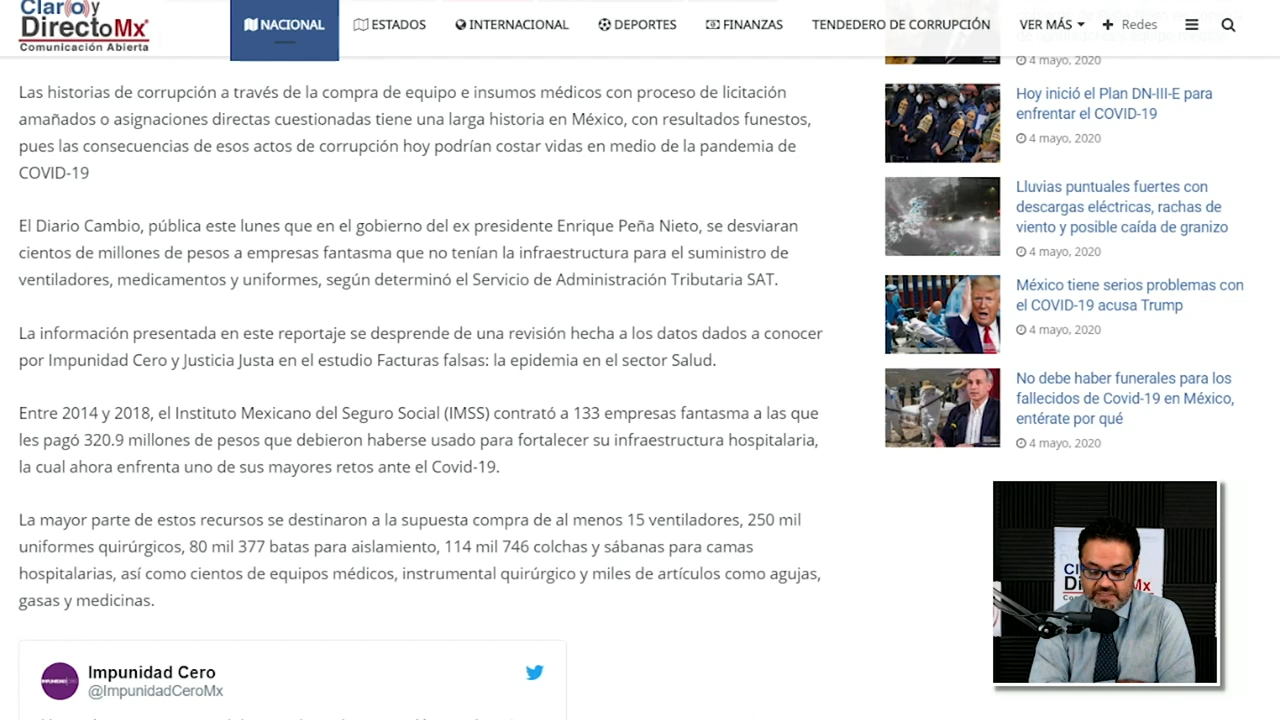 Claro y
DirectoMx
Comunicación Abierta
NACIONAL
ESTADOS
INTERNACIONAL
DEPORTES
FINANZAS
TENDEDERO DE CORRUPCIÓN
VER MÁS
Redes
Las historias de corrupción a través de la compra de equipo e insumos médicos con proceso de licitación
amañados o asignaciones directas cuestionadas tiene una larga historia en México, con resultados funestos,
pues las consecuencias de esos actos de corrupción hoy podrían costar vidas en medio de la pandemia de
COVID-19
El Diario Cambio, pública este lunes que en el gobierno del ex presidente Enrique Peña Nieto, se desviaran
cientos de millones de pesos a empresas fantasma que no tenían la infraestructura para el suministro de
ventiladores, medicamentos y uniformes, según determinó el Servicio de Administración Tributaria SAT.
La información presentada en este reportaje se desprende de una revisión hecha a los datos dados a conocer
por Impunidad Cero y Justicia Justa en el estudio Facturas falsas: la epidemia en el sector Salud.
Entre 2014 y 2018, el Instituto Mexicano del Seguro Social (IMSS) contrató a 133 empresas fantasma a las que
les pagó 320.9 millones de pesos que debieron haberse usado para fortalecer su infraestructura hospitalaria,
la cual ahora enfrenta uno de sus mayores retos ante el Covid-19.
La mayor parte de estos recursos se destinaron a la supuesta compra de al menos 15 ventiladores, 250 mil
uniformes quirúrgicos, 80 mil 377 batas para aislamiento, 114 mil 746 colchas y sábanas para camas
hospitalarias, así como cientos de equipos médicos, instrumental quirúrgico y miles de artículos como agujas,
gasas y medicinas.
Impunidad Cero
@ImpunidadCeroMx
4 mayo, 2020
Hoy inició el Plan DN-III-E para
enfrentar el COVID-19
4 mayo, 2020
Lluvias puntuales fuertes con
descargas eléctricas, rachas de
viento y posible caída de granizo
4 mayo, 2020
México tiene serios problemas con
el COVID-19 acusa Trump
4 mayo, 2020
No debe haber funerales para los
fallecidos de Covid-19 en México,
entérate por qué
4 mayo, 2020